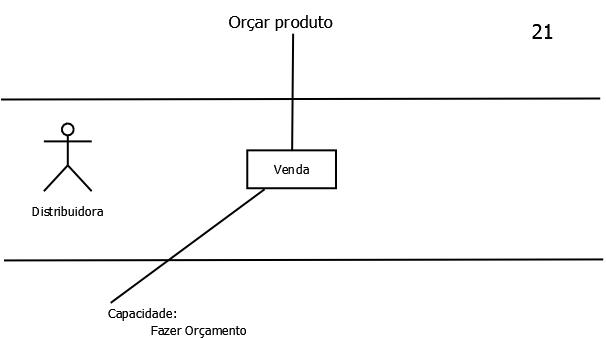 Orçar produto
21
Venda
Distribuidora
Capacidade:
Fazer Orçamento